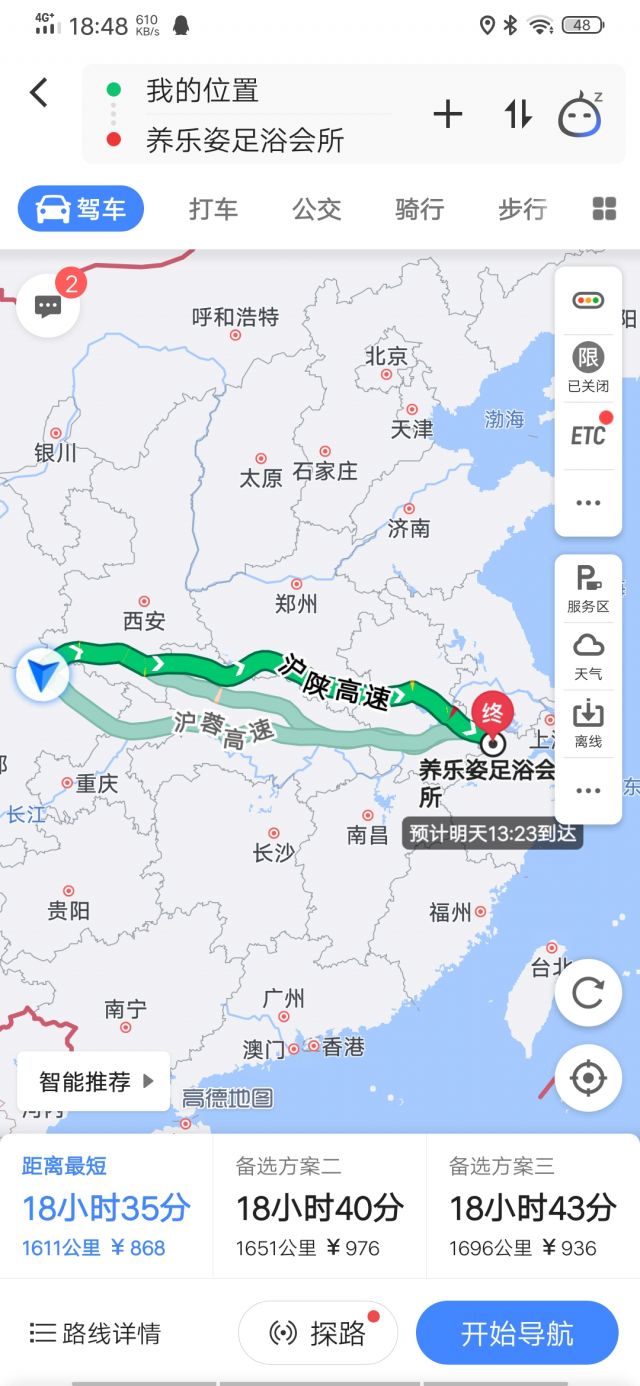 4G+ 18:48 610 KB/s 48
我的位置
养乐姿足浴会所
驾车 打车 公交 骑行 步行
2
呼和浩特
北京
限
已关闭
天津
渤海
ETC
银川
太原
石家庄
济南
郑州
西安
服务区
天气
离线
沪陕高速
终
沪蓉高速
养乐姿足浴会所
重庆
长江
预计明天13:23到达
南昌
长沙
贵阳
福州
台北
南宁
广州
澳门
香港
智能推荐
高德地图
距离最短 备选方案二 备选方案三
18小时35分 18小时40分 18小时43分
1611公里 ¥868 1651公里 ¥976 1696公里 ¥936
路线详情 探路 开始导航